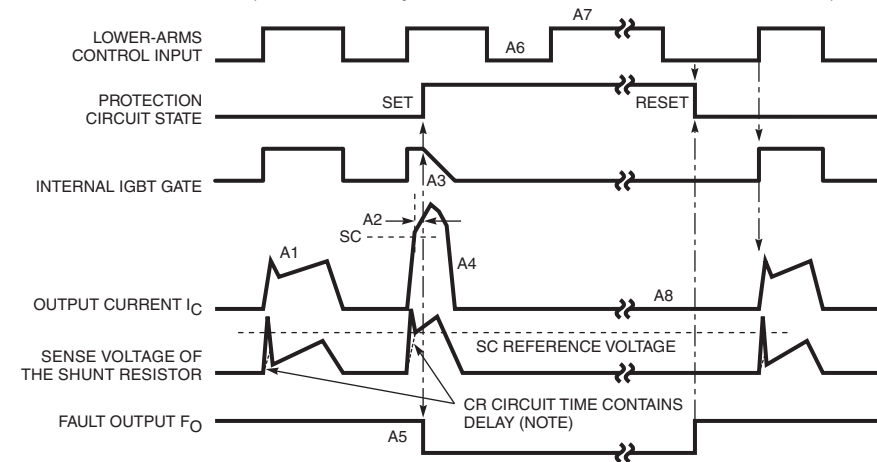 A7
LOWER-ARMS
CONTROL INPUT
A6
PROTECTION
CIRCUIT STATE
SET
RESET
INTERNAL IGBT GATE
A3
A2
SC
A1
A4
OUTPUT CURRENT IC
A8
SC REFERENCE VOLTAGE
SENSE VOLTAGE OF
THE SHUNT RESISTOR
CR CIRCUIT TIME CONTAINS
DELAY (NOTE)
FAULT OUTPUT FO
A5